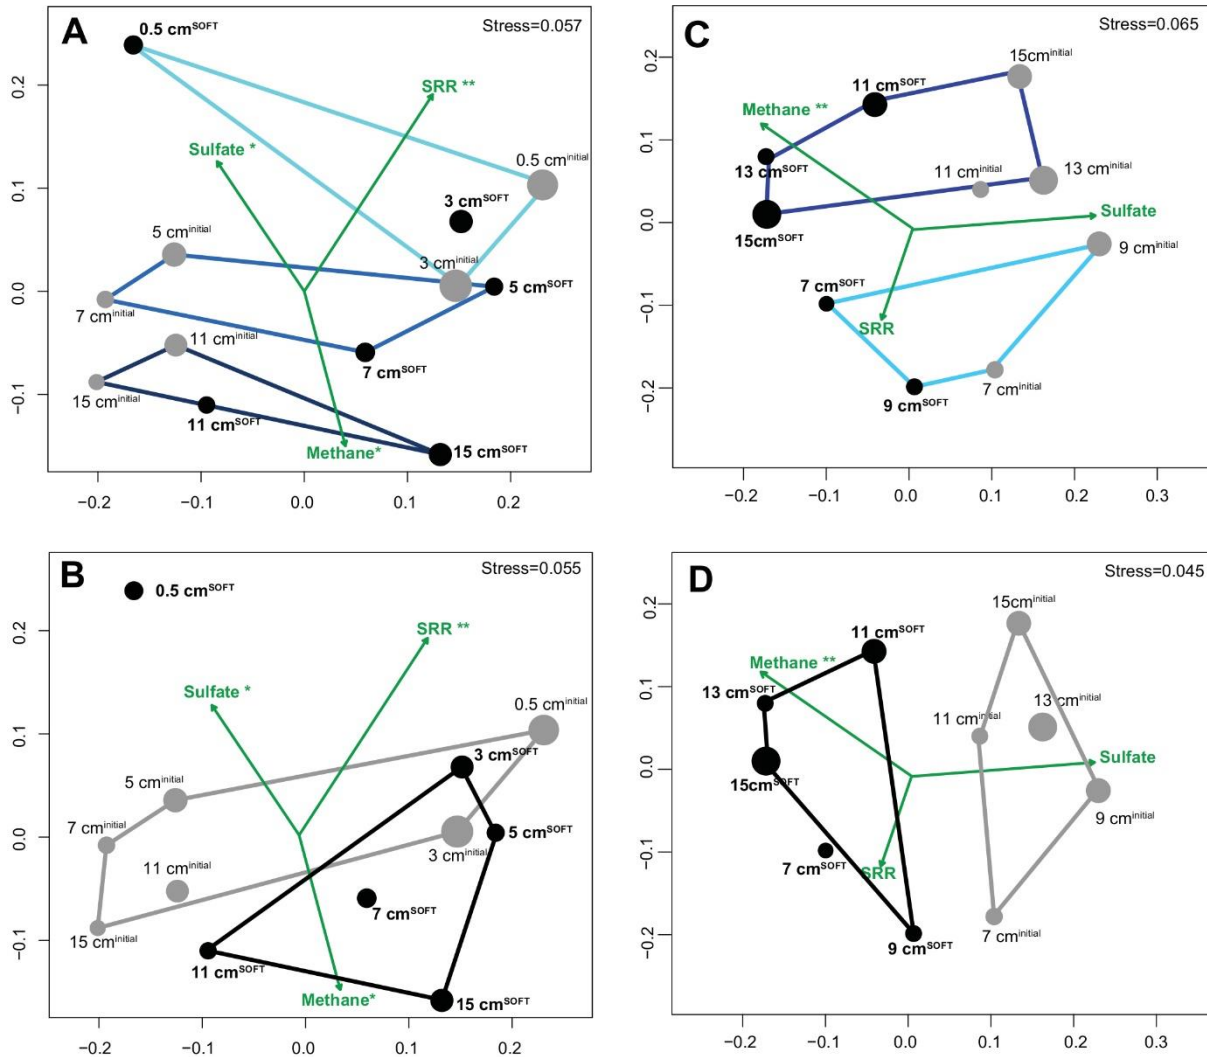 A
Stress=0.057
0.5 cmSOFT
SRR **
Sulfate *
0.5 cminitial
3 cmSOFT
5 cminitial
3 cminitial
5 cmSOFT
7 cminitial
11 cminitial
7 cmSOFT
15 cminitial
11 cmSOFT
Methane*
15 cmSOFT
0.2
0.1
0.0
−0.1
−0.2 −0.1 0.0 0.1 0.2
C
Stress=0.065
15cminitial
11 cmSOFT
Methane **
13 cmSOFT
11 cminitial
13 cminitial
15cmSOFT
Sulfate
9 cminitial
7 cmSOFT
SRR
7 cminitial
9 cmSOFT
0.2
0.1
0.0
−0.1
−0.2
−0.2 −0.1 0.0 0.1 0.2 0.3
B
Stress=0.055
0.5 cmSOFT
SRR **
Sulfate *
0.5 cminitial
3 cmSOFT
5 cminitial
7 cminitial
5 cmSOFT
3 cminitial
11 cminitial
7 cmSOFT
15 cminitial
11 cmSOFT
Methane*
15 cmSOFT
0.2
0.1
0.0
−0.1
−0.2 −0.1 0.0 0.1 0.2
D
Stress=0.045
15cminitial
11 cmSOFT
Methane **
13 cmSOFT
13 cminitial
11 cminitial
Sulfate
15cmSOFT
9 cminitial
7 cmSOFT
SRR
7 cminitial
9 cmSOFT
0.2
0.1
0.0
−0.1
−0.2
−0.2 −0.1 0.0 0.1 0.2 0.3